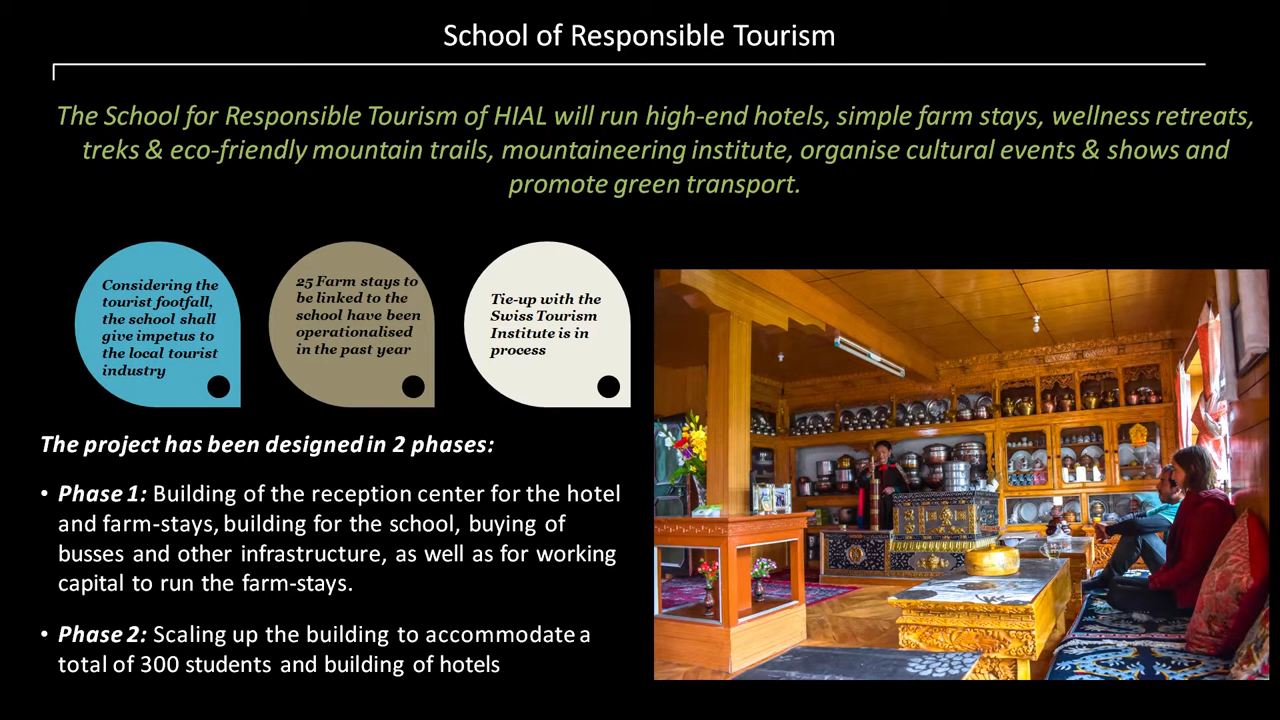 School of Responsible Tourism
The School for Responsible Tourism of HIAL will run high-end hotels, simple farm stays, wellness retreats,
treks & eco-friendly mountain trails, mountaineering institute, organise cultural events & shows and
promote green transport.
Considering the
tourist footfall,
the school shall
give impetus to
the local tourist
industry
25 Farm stays to
be linked to the
school have been
operationalised
in the past year
Tie-up with the
Swiss Tourism
Institute is in
process
The project has been designed in 2 phases:
• Phase 1: Building of the reception center for the hotel
and farm-stays, building for the school, buying of
busses and other infrastructure, as well as for working
capital to run the farm-stays.
• Phase 2: Scaling up the building to accommodate a
total of 300 students and building of hotels